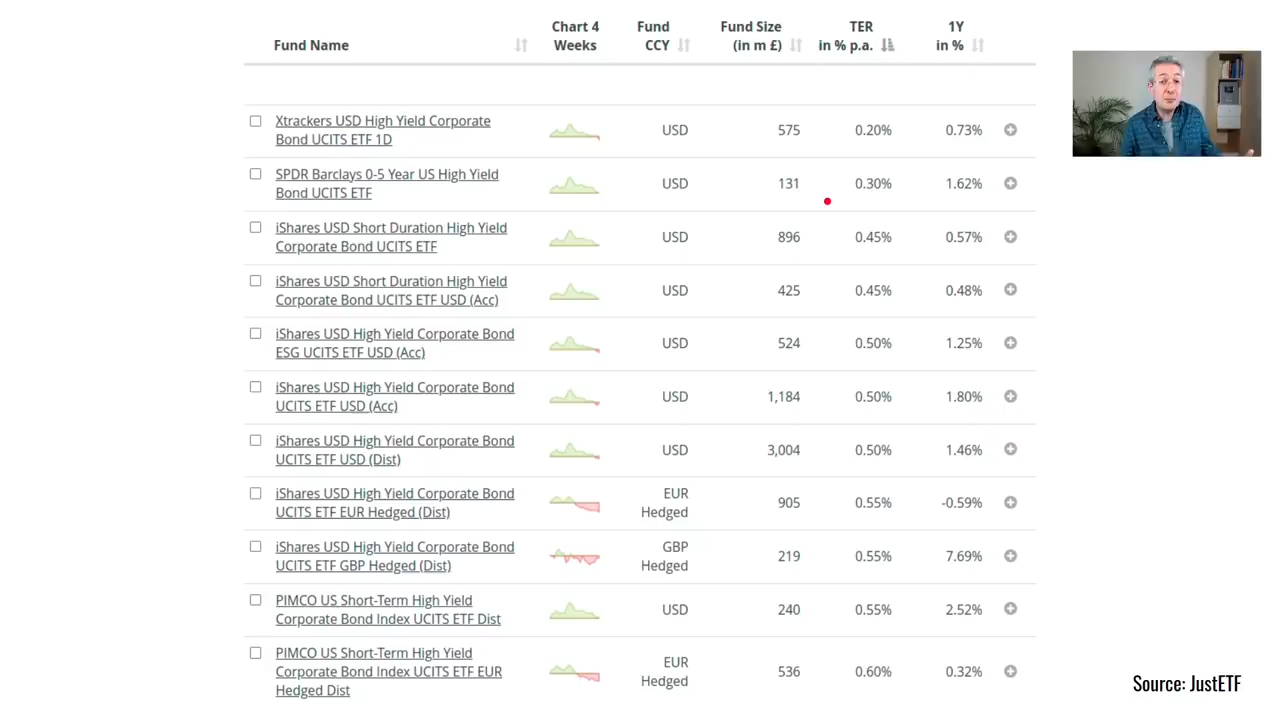 Fund Name
Chart 4
Weeks
Fund
CCY
Fund Size
(in m £)
TER
in % p.a.
1Y
in %
Xtrackers USD High Yield Corporate
Bond UCITS ETF 1D
USD 575 0.20% 0.73%
SPDR Barclays 0-5 Year US High Yield
Bond UCITS ETF
USD 131 0.30% 1.62%
iShares USD Short Duration High Yield
Corporate Bond UCITS ETF
USD 896 0.45% 0.57%
iShares USD Short Duration High Yield
Corporate Bond UCITS ETF USD (Acc)
USD 425 0.45% 0.48%
iShares USD High Yield Corporate Bond
ESG UCITS ETF USD (Acc)
USD 524 0.50% 1.25%
iShares USD High Yield Corporate Bond
UCITS ETF USD (Acc)
USD 1,184 0.50% 1.80%
iShares USD High Yield Corporate Bond
UCITS ETF USD (Dist)
USD 3,004 0.50% 1.46%
iShares USD High Yield Corporate Bond
UCITS ETF EUR Hedged (Dist)
EUR
Hedged
905 0.55% -0.59%
iShares USD High Yield Corporate Bond
UCITS ETF GBP Hedged (Dist)
GBP
Hedged
219 0.55% 7.69%
PIMCO US Short-Term High Yield
Corporate Bond Index UCITS ETF Dist
USD 240 0.55% 2.52%
PIMCO US Short-Term High Yield
Corporate Bond Index UCITS ETF EUR
Hedged Dist
EUR
Hedged
536 0.60% 0.32%
Source: JustETF